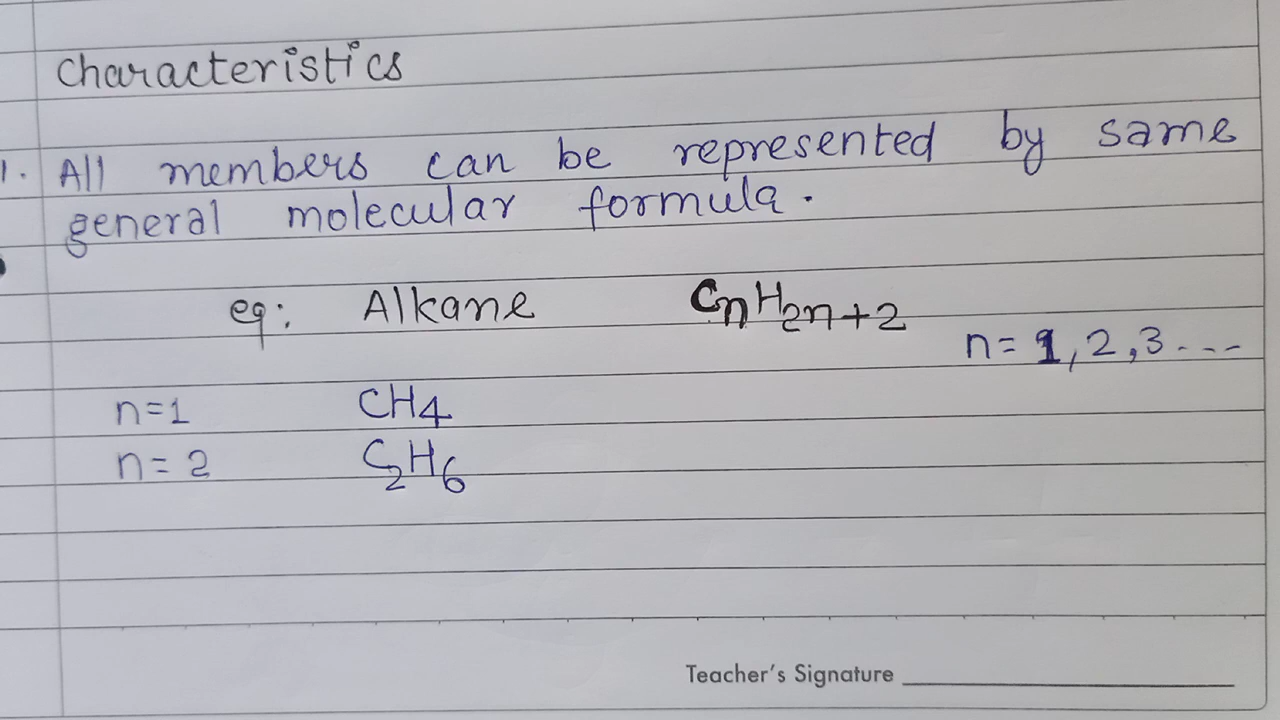 Characteristics
1. All members can be represented by same
general molecular formula.
eg: Alkane CnH2n+2
n= 1, 2, 3 ---
n=1 CH4
n= 2 C2H6
Teacher's Signature